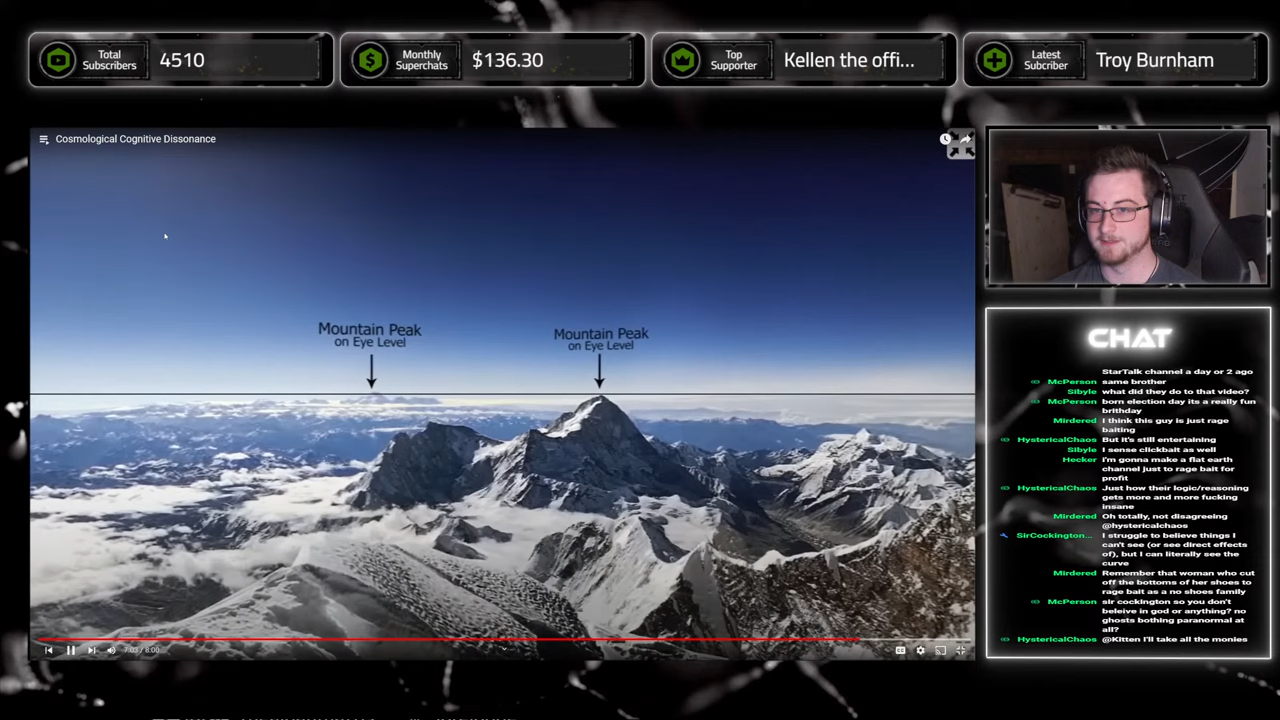 Total
Subscribers
4510
Monthly
Superchats
$136.30
Top
Supporter
Kellen the offi...
Latest
Subcriber
Troy Burnham
Cosmological Cognitive Dissonance
Mountain Peak
on Eye Level
Mountain Peak
on Eye Level
7:03 / 8:00
CHAT
StarTalk channel a day or 2 ago
McPerson same brother
Sibyle what did they do to that video?
McPerson born election day its a really fun
brithday
Mirdered I think this guy is just rage
baiting
HystericalChaos But it's still entertaining
Sibyle I sense clickbait as well
Hecker I'm gonna make a flat earth
channel just to rage bait for
profit
HystericalChaos Just how their logic/reasoning
gets more and more fucking
insane
Mirdered Oh totally, not disagreeing
@hystericalchaos
SirCockington... I struggle to believe things I
can't see (or see direct effects
of), but I can literally see the
curve
Mirdered Remember that woman who cut
off the bottoms of her shoes to
rage bait as a no shoes family
McPerson sir cockington so you don't
beleive in god or anything? no
ghosts bothing paranormal at
all?
HystericalChaos @Kitten I'll take all the monies